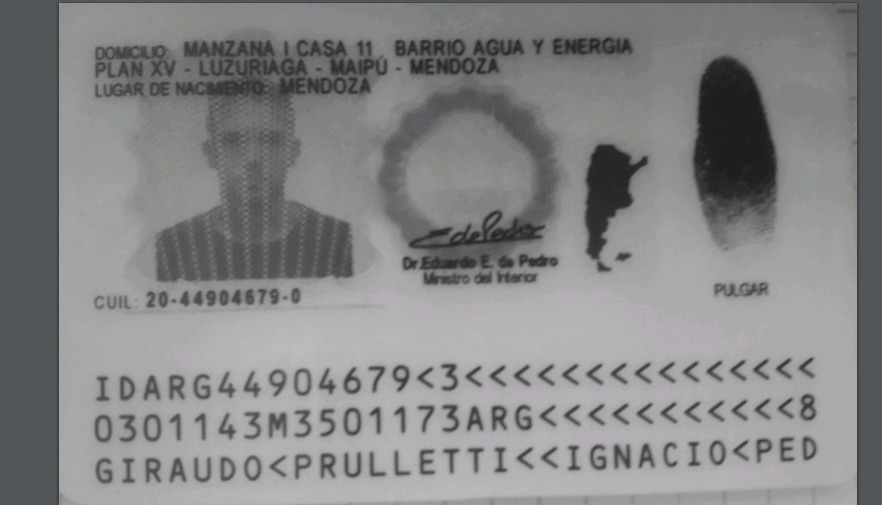 DOMICILIO: MANZANA I CASA 11 . BARRIO AGUA Y ENERGIA
PLAN XV - LUZURIAGA - MAIPÚ - MENDOZA
LUGAR DE NACIMIENTO: MENDOZA
Dr.Eduardo E. de Pedro
Ministro del Interior
CUIL: 20-44904679-0
PULGAR
IDARG44904679<3<<<<<<<<<<<<<<<
0301143M3501173ARG<<<<<<<<<<<8
GIRAUDO<PRULLETTI<<IGNACIO<PED